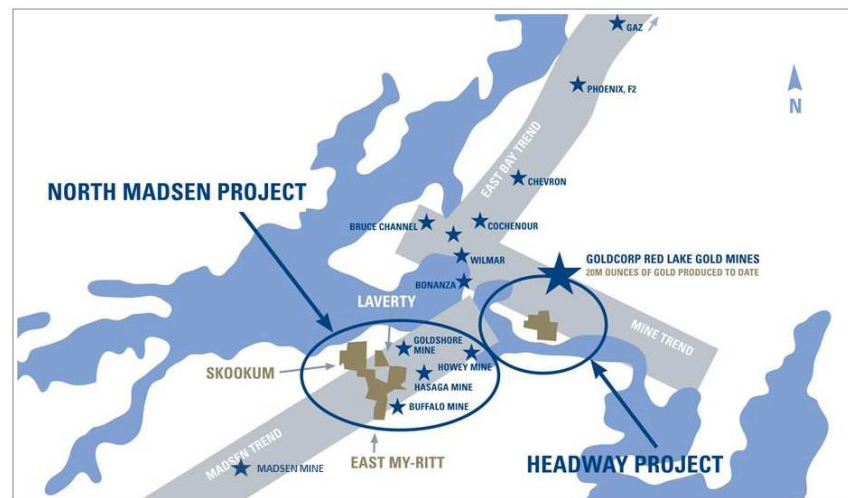 GAZ
PHOENIX, F2
N
EAST BAY TREND
CHEVRON
NORTH MADSEN PROJECT
BRUCE CHANNEL
COCHENOUR
WILMAR
GOLDCORP RED LAKE GOLD MINES
20M OUNCES OF GOLD PRODUCED TO DATE
BONANZA
LAVERTY
MINE TREND
GOLDSHORE
MINE
SKOOKUM
HOWEY MINE
HASAGA MINE
BUFFALO MINE
MADSEN TREND
EAST MY-RITT
HEADWAY PROJECT
MADSEN MINE